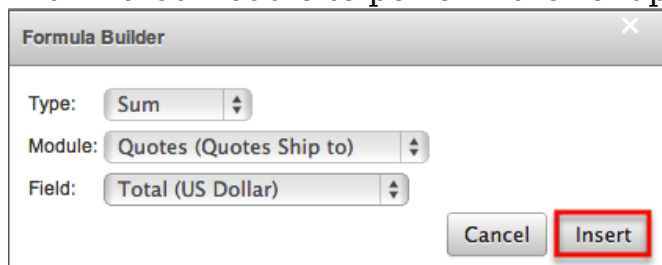 Formula Builder
Type: Sum
Module: Quotes (Quotes Ship to)
Field: Total (US Dollar)
Cancel Insert